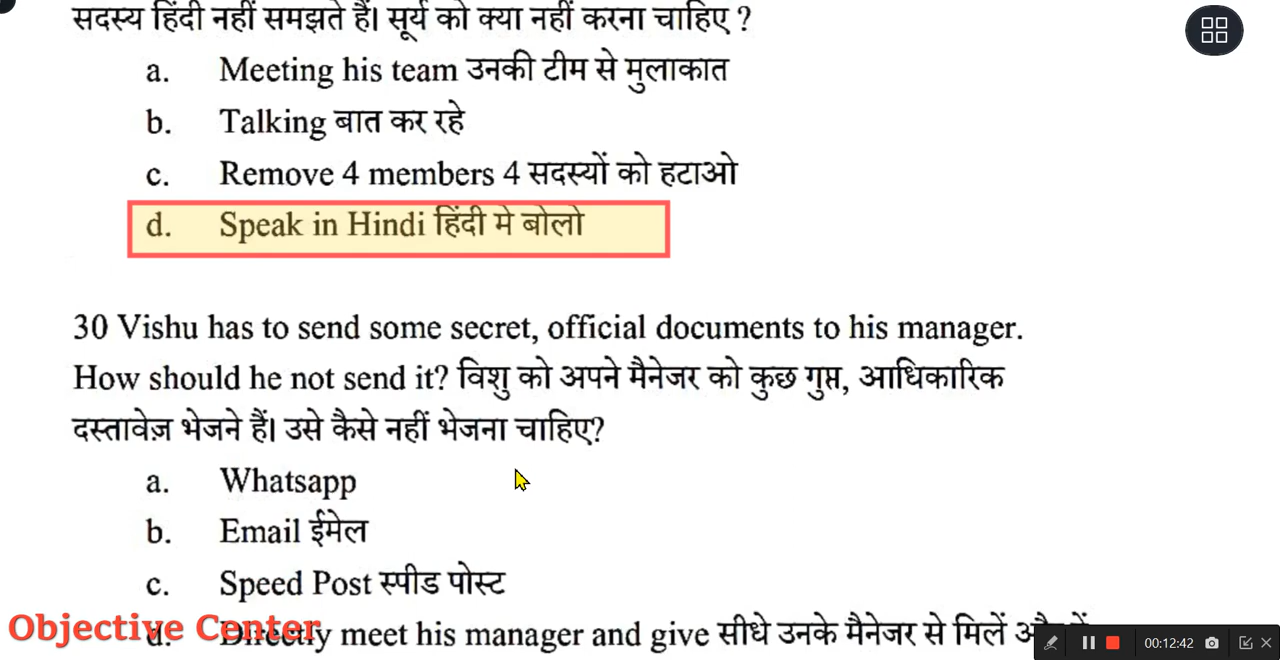 सदस्य हिंदी नहीं समझते हैं। सूर्य को क्या नहीं करना चाहिए ?
a. Meeting his team उनकी टीम से मुलाकात
b. Talking बात कर रहे
c. Remove 4 members 4 सदस्यों को हटाओ
d. Speak in Hindi हिंदी मे बोलो
30 Vishu has to send some secret, official documents to his manager.
How should he not send it? विशु को अपने मैनेजर को कुछ गुप्त, आधिकारिक
दस्तावेज़ भेजने हैं। उसे कैसे नहीं भेजना चाहिए?
a. Whatsapp
b. Email ईमेल
c. Speed Post स्पीड पोस्ट
Objective Center
d. Directly meet his manager and give सीधे उनके मैनेजर से मिलें
00:12:42